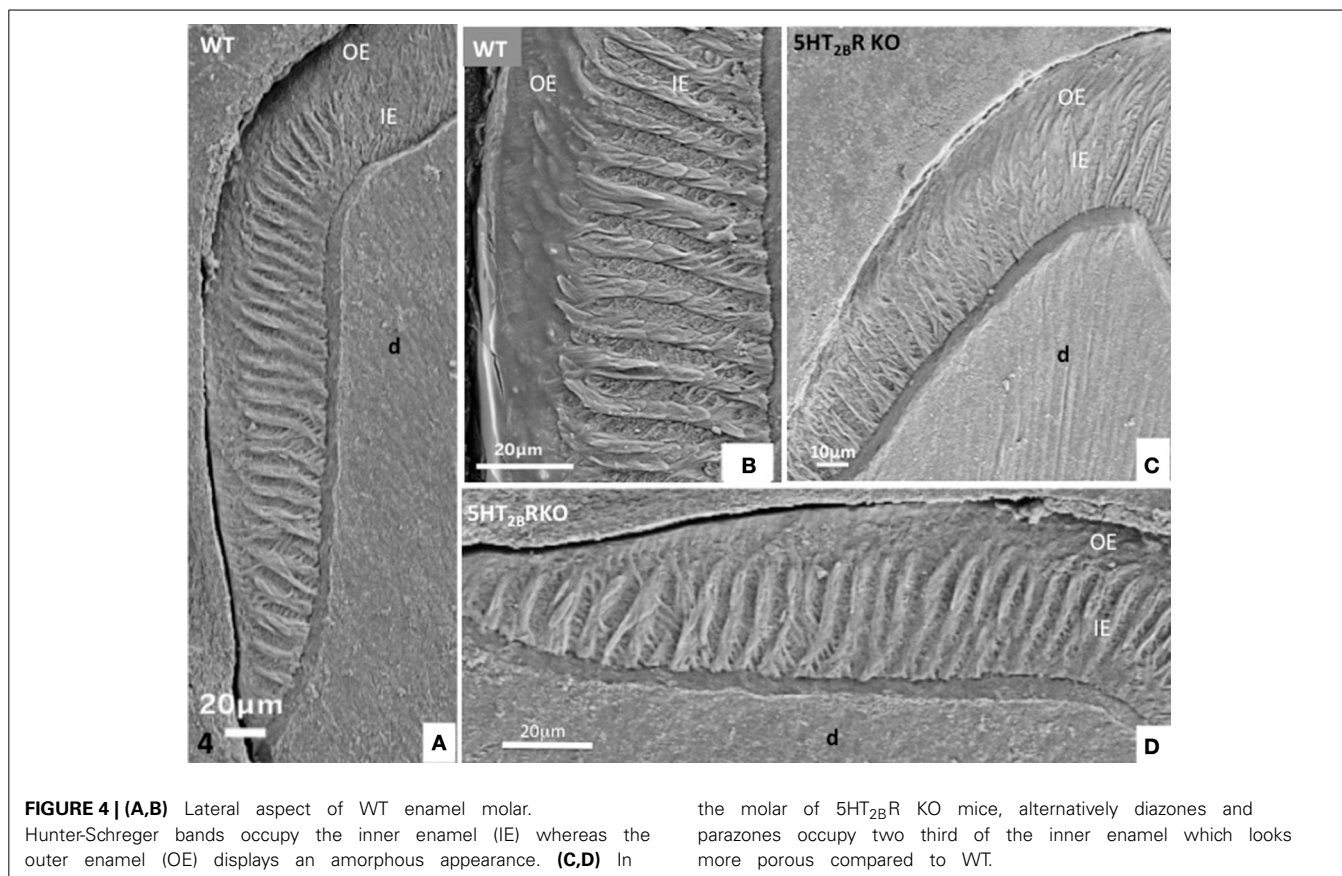 WT
OE
IE
d
20µm
4
A
WT
OE
IE
20µm
B
5HT2BR KO
OE
IE
d
10µm
C
5HT2BRKO
OE
IE
20µm
d
D
FIGURE 4 | (A,B) Lateral aspect of WT enamel molar.
Hunter-Schreger bands occupy the inner enamel (IE) whereas the
outer enamel (OE) displays an amorphous appearance. (C,D) In
the molar of 5HT2BR KO mice, alternatively diazones and
parazones occupy two third of the inner enamel which looks
more porous compared to WT.